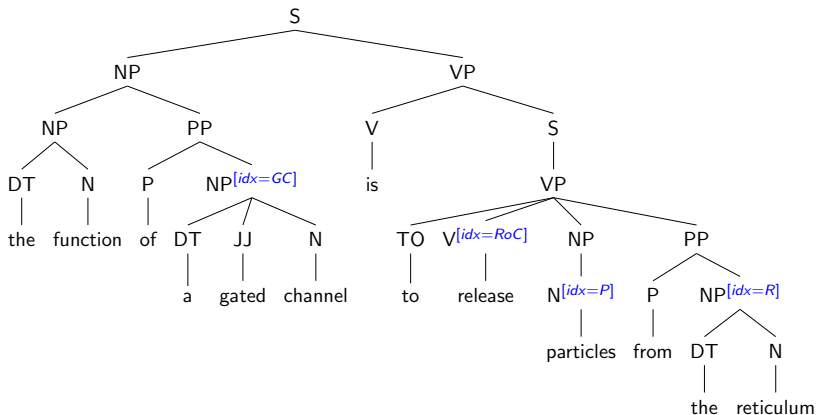 S
NP VP
NP PP V S
DT N P NP[idx=GC] is VP
the function of DT JJ N TO V[idx=RoC] NP PP
a gated channel to release N[idx=P] P NP[idx=R]
particles from DT N
the reticulum